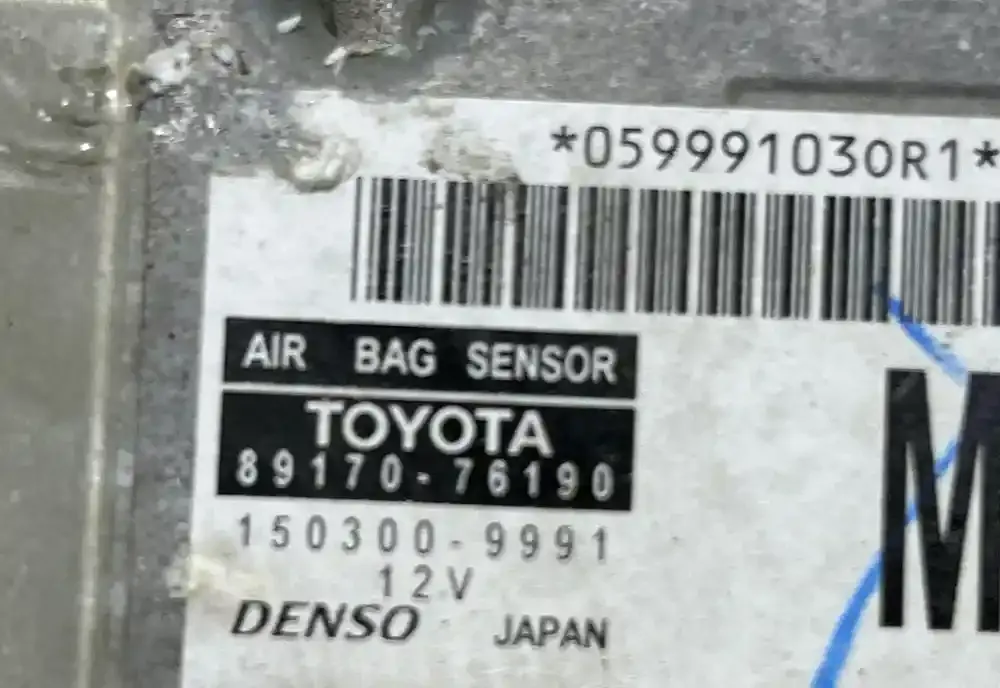 *059991030R1*
AIR BAG SENSOR
TOYOTA
89170-76190
150300-9991
12V
DENSO JAPAN
M